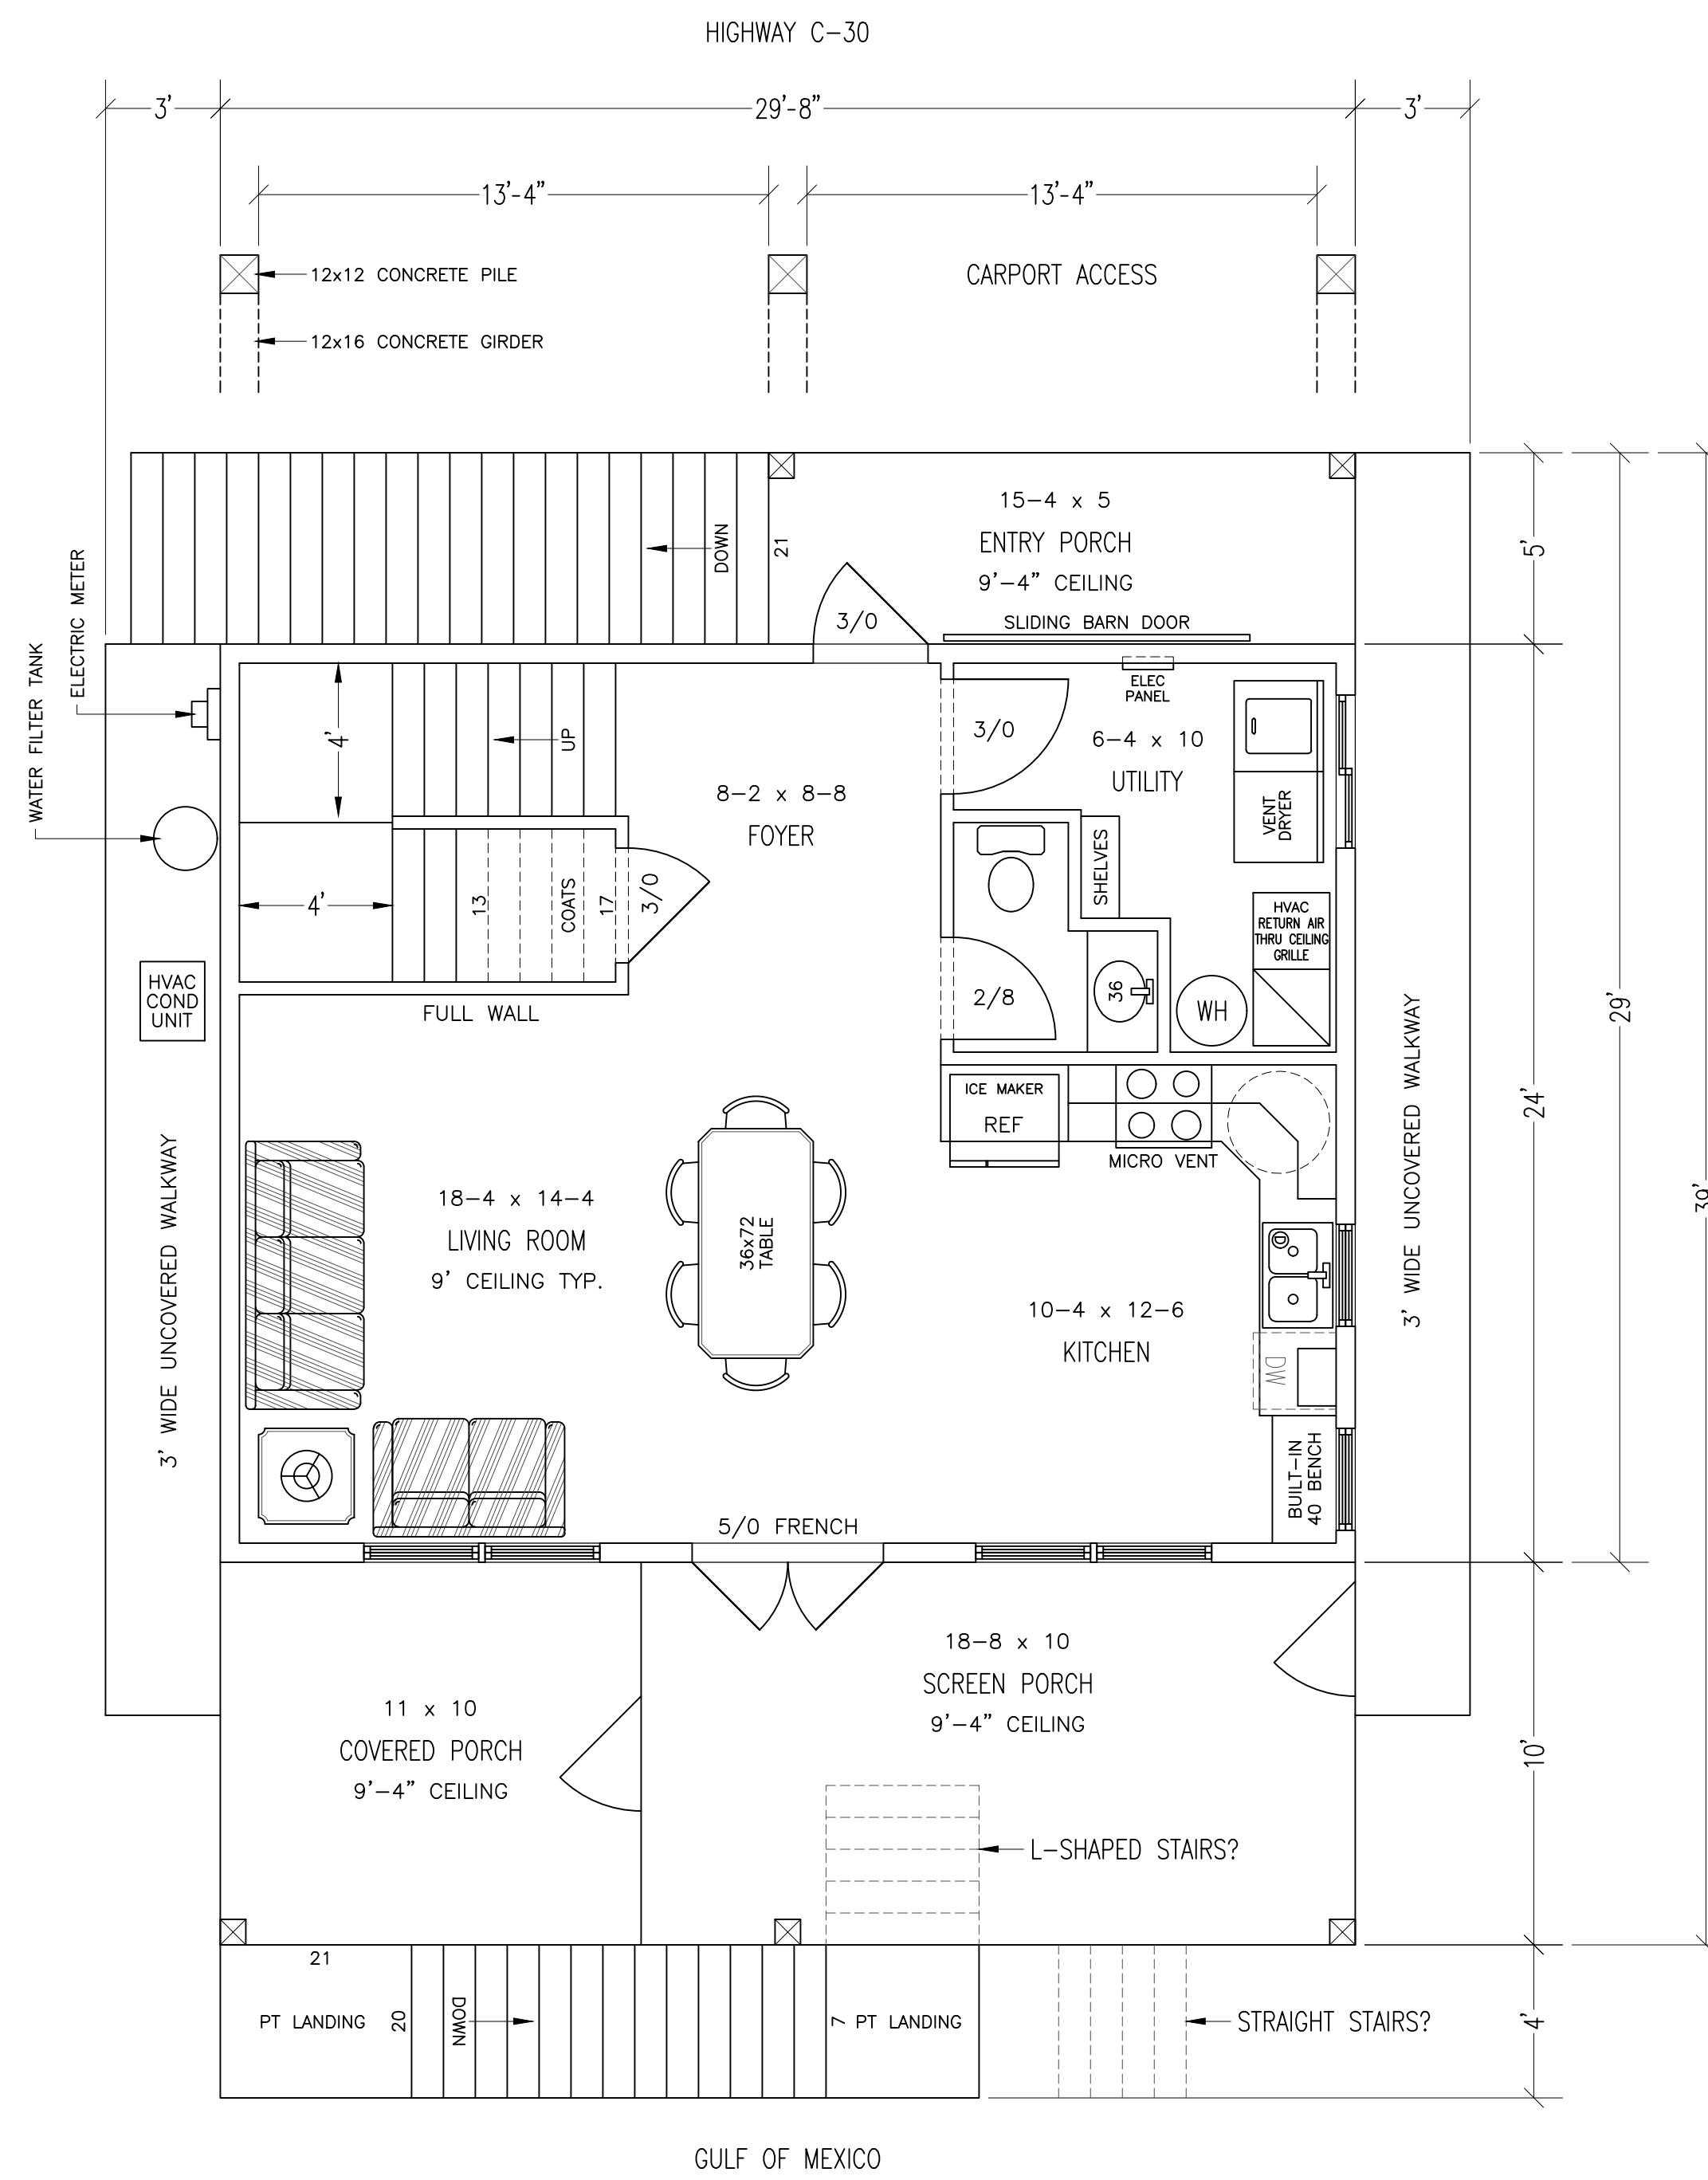 HIGHWAY C-30
3'
29'-8"
3'
13'-4"
13'-4"
12x12 CONCRETE PILE
CARPORT ACCESS
12x16 CONCRETE GIRDER
15-4 x 5
ENTRY PORCH
9'-4" CEILING
DOWN
21
5'
3/0
SLIDING BARN DOOR
ELECTRIC METER
WATER FILTER TANK
ELEC
PANEL
4'
UP
3/0
6-4 x 10
UTILITY
8-2 x 8-8
FOYER
VENT
DRYER
SHELVES
4'
13
COATS
17
3/0
HVAC
RETURN AIR
THRU CEILING
GRILLE
HVAC
COND
UNIT
FULL WALL
2/8
36
WH
29'
24'
39'
3' WIDE UNCOVERED WALKWAY
3' WIDE UNCOVERED WALKWAY
ICE MAKER
REF
MICRO VENT
18-4 x 14-4
LIVING ROOM
9' CEILING TYP.
36x72
TABLE
D
10-4 x 12-6
KITCHEN
DW
BUILT-IN
40 BENCH
5/0 FRENCH
18-8 x 10
SCREEN PORCH
9'-4" CEILING
11 x 10
COVERED PORCH
9'-4" CEILING
10'
L-SHAPED STAIRS?
21
PT LANDING
20
DOWN
7
PT LANDING
STRAIGHT STAIRS?
4'
GULF OF MEXICO